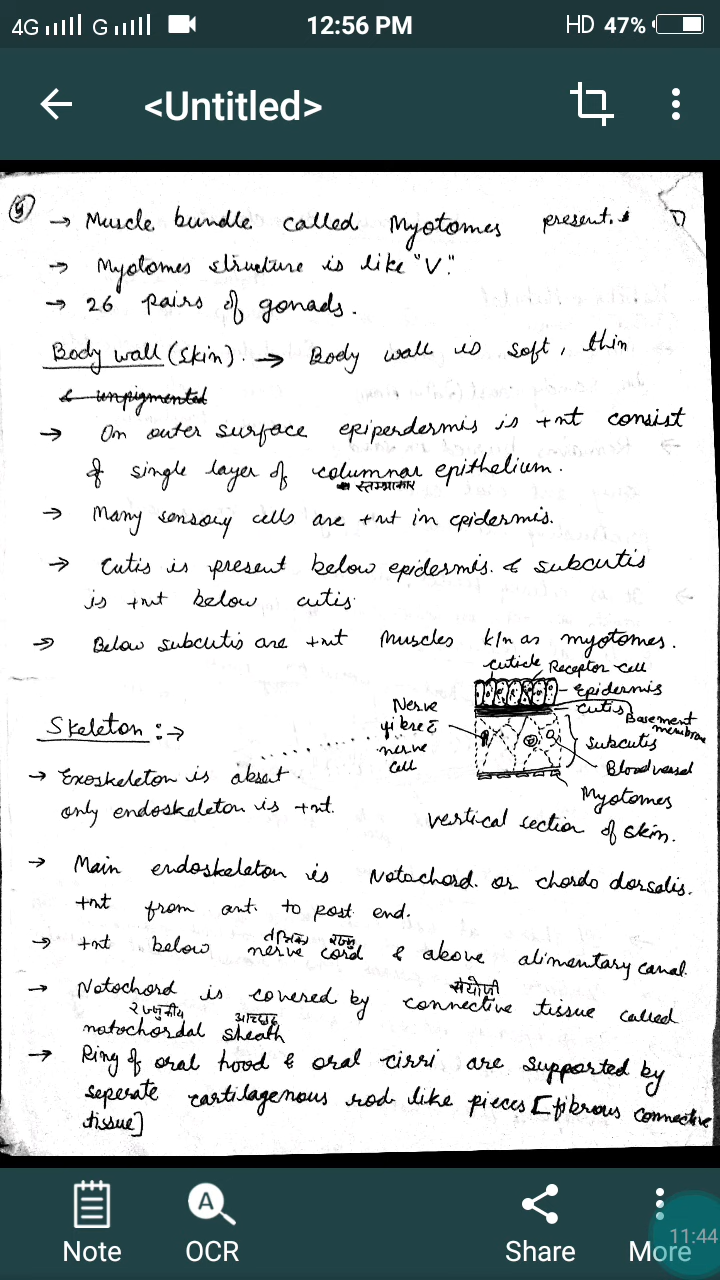 4G G 12:56 PM HD 47%
<Untitled>
→ Muscle bundle called Myotomes present.
→ Myotomes structure is like "V".
→ 26 pairs of gonads.
Body wall (Skin). → Body wall is soft, thin
& unpigmented
→ On outer surface epiperdermis is +nt consist
of single layer of columnar epithelium.
स्तम्भाकार
→ Many sensory cells are +nt in epidermis.
→ Cutis is present below epidermis. & subcutis
is +nt below cutis
→ Below subcutis are +nt Muscles k/n as myotomes.
cuticle Receptor cell
Epidermis
Cutis
Basement membrane
Nerve fibre & nerve cell
Subcutis
Blood vessel
Myotomes
vertical section of skin.
Skeleton :→
→ Exoskeleton is absent.
only endoskeleton is +nt.
→ Main endoskeleton is Notochord. or chordo dorsalis.
+nt from ant. to post end.
→ +nt below nerve cord & above alimentary canal.
→ Notochord is covered by connective tissue called
संयोजी
notochordal sheath
→ Ring of oral hood & oral cirri are supported by
seperate cartilagenous rod like pieces [fibrous connective
tissue]
Note OCR Share More
11:44